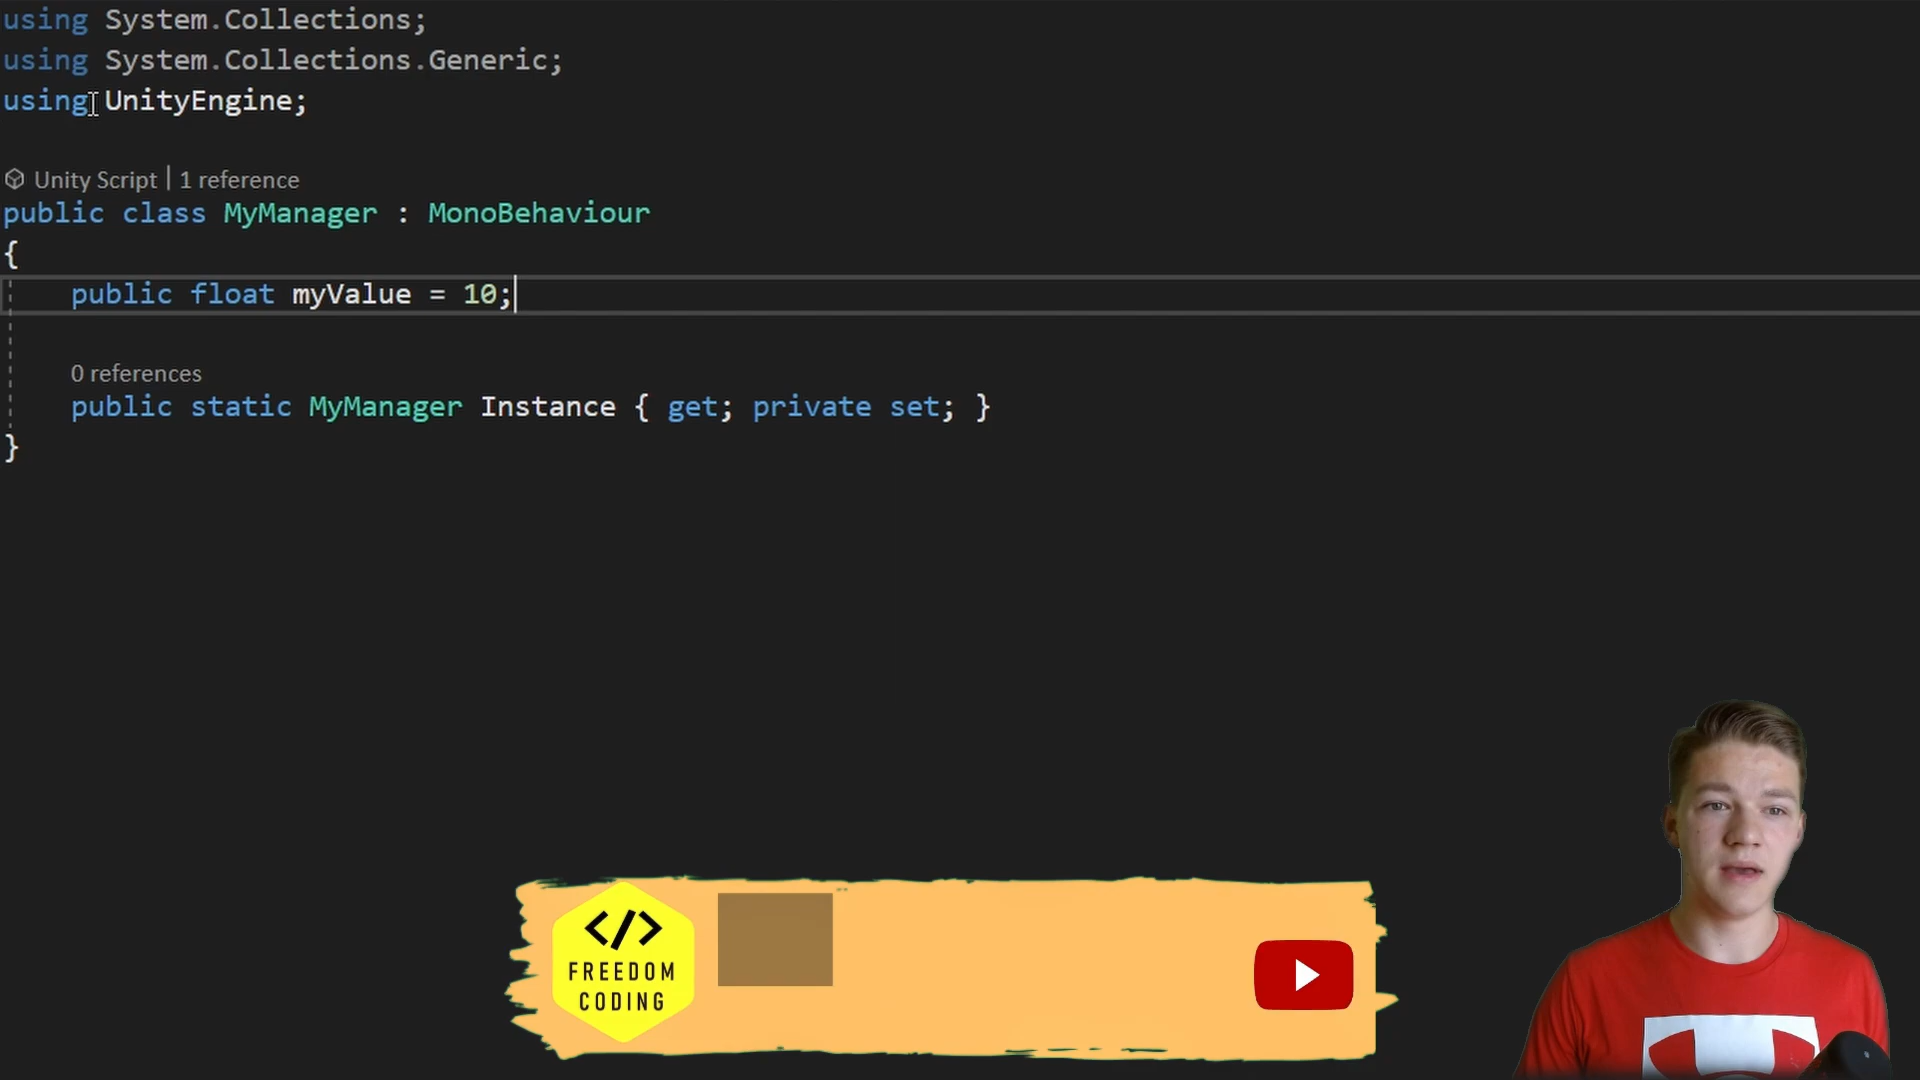 using System.Collections;
using System.Collections.Generic;
using UnityEngine;
Unity Script | 1 reference
public class MyManager : MonoBehaviour
{
public float myValue = 10;
0 references
public static MyManager Instance { get; private set; }
}
</>
FREEDOM
CODING